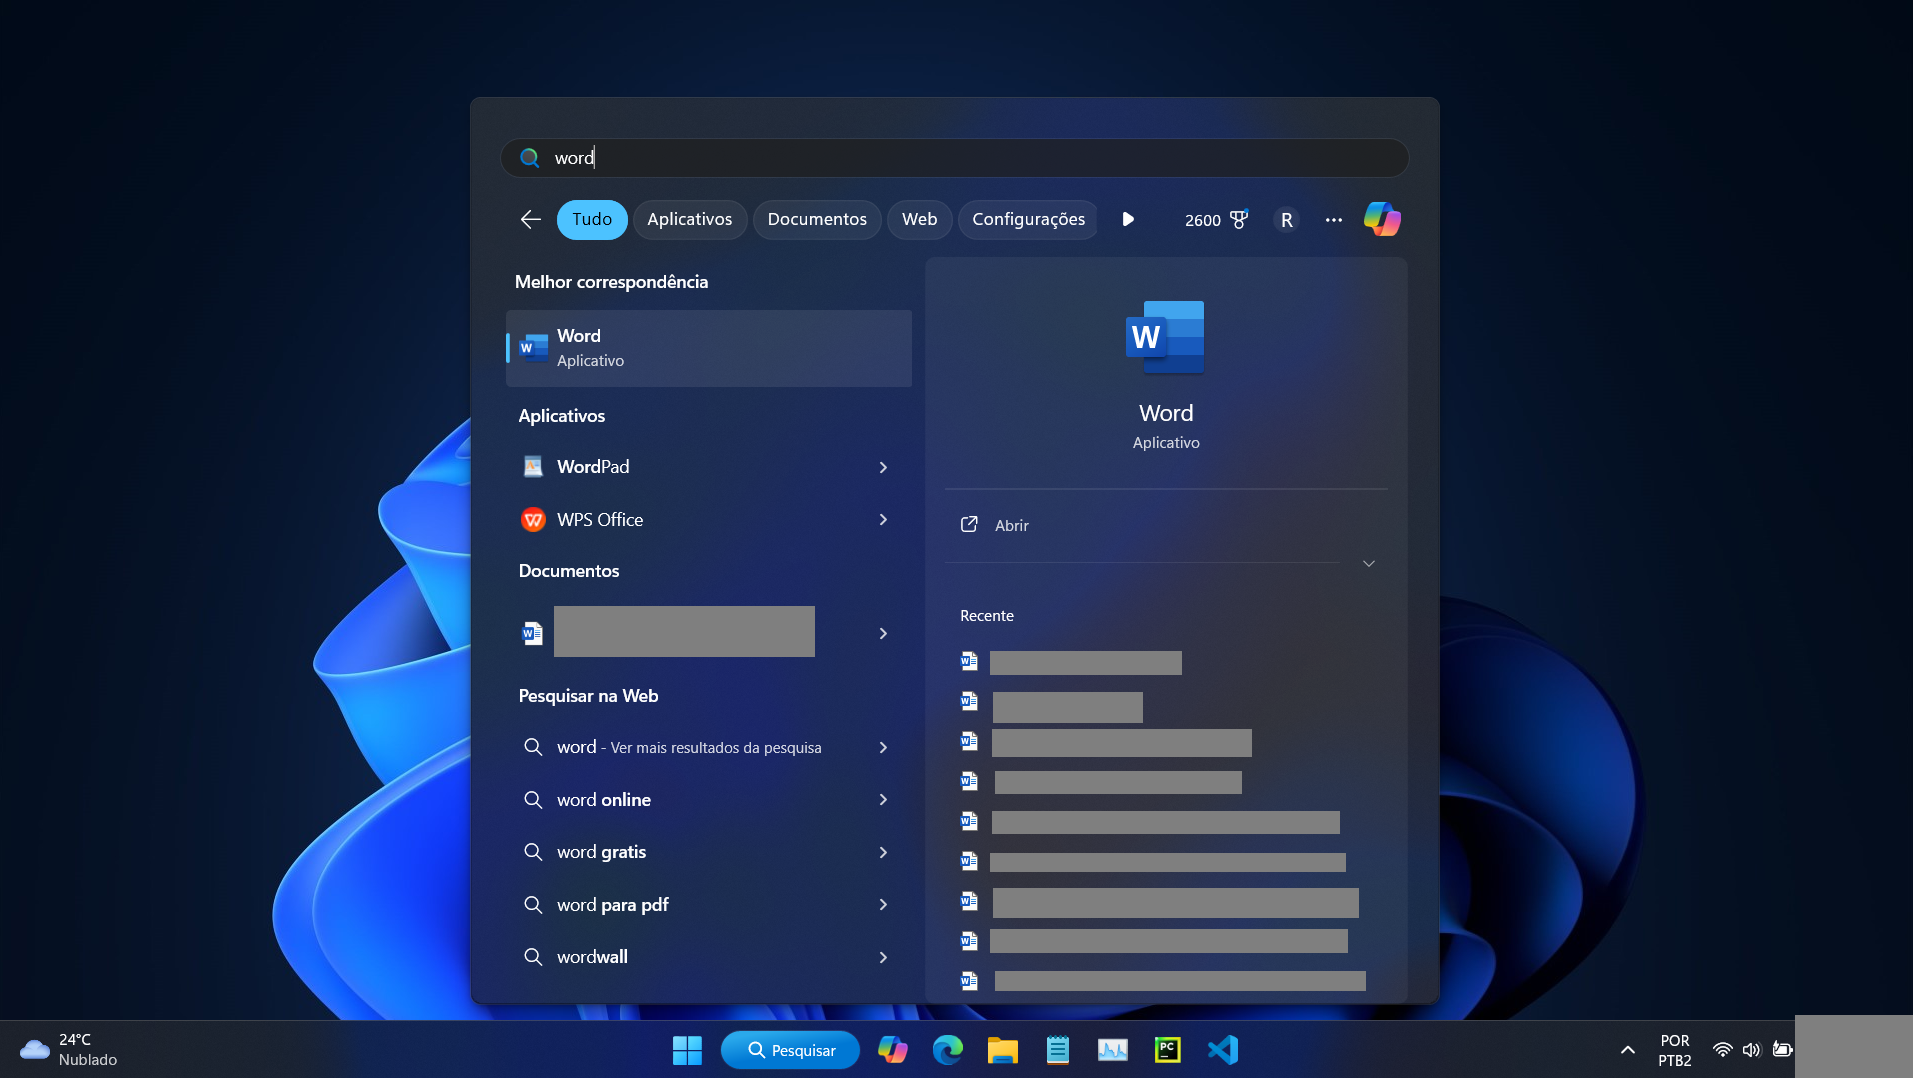 word
Tudo
Aplicativos
Documentos
Web
Configurações
2600
R
Melhor correspondência
Word
Aplicativo
Aplicativos
WordPad
WPS Office
Documentos
Pesquisar na Web
word - Ver mais resultados da pesquisa
word online
word gratis
word para pdf
wordwall
W
Word
Aplicativo
Abrir
Recente
24°C
Nublado
Pesquisar
PC
POR
PTB2